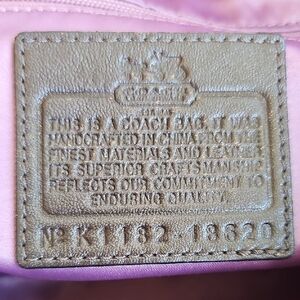 THIS IS A COACH BAG. IT WAS
HANDCRAFTED IN CHINA FROM THE
FINEST MATERIALS AND LEATHER.
ITS SUPERIOR CRAFTSMANSHIP
REFLECTS OUR COMMITMENT TO
ENDURING QUALITY.
Nº K1182 18620